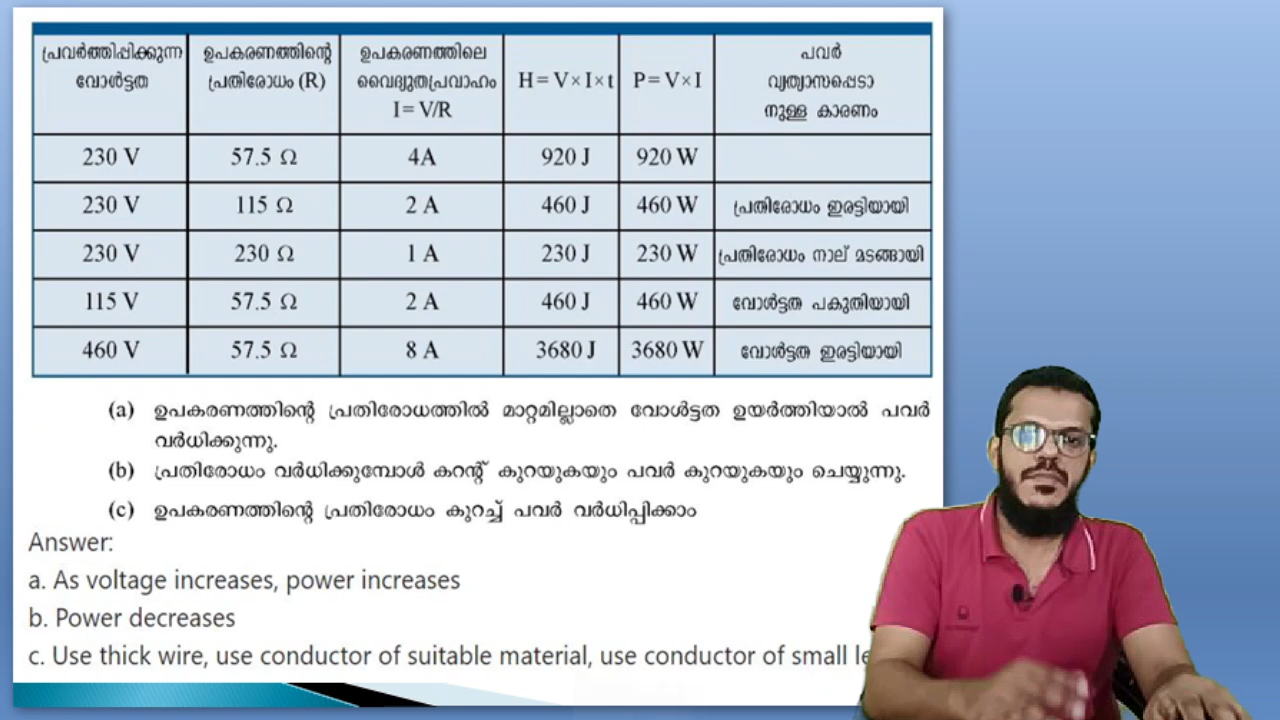 പ്രവർത്തിപ്പിക്കുന്ന വോൾട്ടത ഉപകരണത്തിന്റെ പ്രതിരോധം (R) ഉപകരണത്തിലെ വൈദ്യുതപ്രവാഹം I = V/R H = V × I × t P = V × I പവർ വ്യത്യാസപ്പെടാനുള്ള കാരണം
230 V 57.5 Ω 4A 920 J 920 W
230 V 115 Ω 2 A 460 J 460 W പ്രതിരോധം ഇരട്ടിയായി
230 V 230 Ω 1 A 230 J 230 W പ്രതിരോധം നാല് മടങ്ങായി
115 V 57.5 Ω 2 A 460 J 460 W വോൾട്ടത പകുതിയായി
460 V 57.5 Ω 8 A 3680 J 3680 W വോൾട്ടത ഇരട്ടിയായി
(a) ഉപകരണത്തിന്റെ പ്രതിരോധത്തിൽ മാറ്റമില്ലാതെ വോൾട്ടത ഉയർത്തിയാൽ പവർ
വർധിക്കുന്നു.
(b) പ്രതിരോധം വർധിക്കുമ്പോൾ കറന്റ് കുറയുകയും പവർ കുറയുകയും ചെയ്യുന്നു.
(c) ഉപകരണത്തിന്റെ പ്രതിരോധം കുറച്ച് പവർ വർധിപ്പിക്കാം
Answer:
a. As voltage increases, power increases
b. Power decreases
c. Use thick wire, use conductor of suitable material, use conductor of small